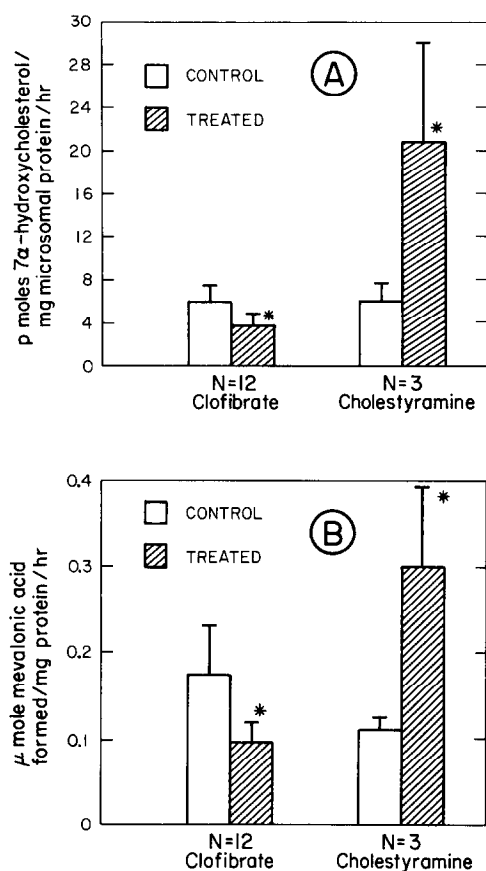 p moles 7α-hydroxycholesterol/
mg microsomal protein/hr
30
28
24
20
16
12
8
4
0
CONTROL
TREATED
A
*
*
N=12
Clofibrate
N=3
Cholestyramine
μ mole mevalonic acid
formed/mg protein/hr
0.4
0.3
0.2
0.1
0
CONTROL
TREATED
B
*
*
N=12
Clofibrate
N=3
Cholestyramine